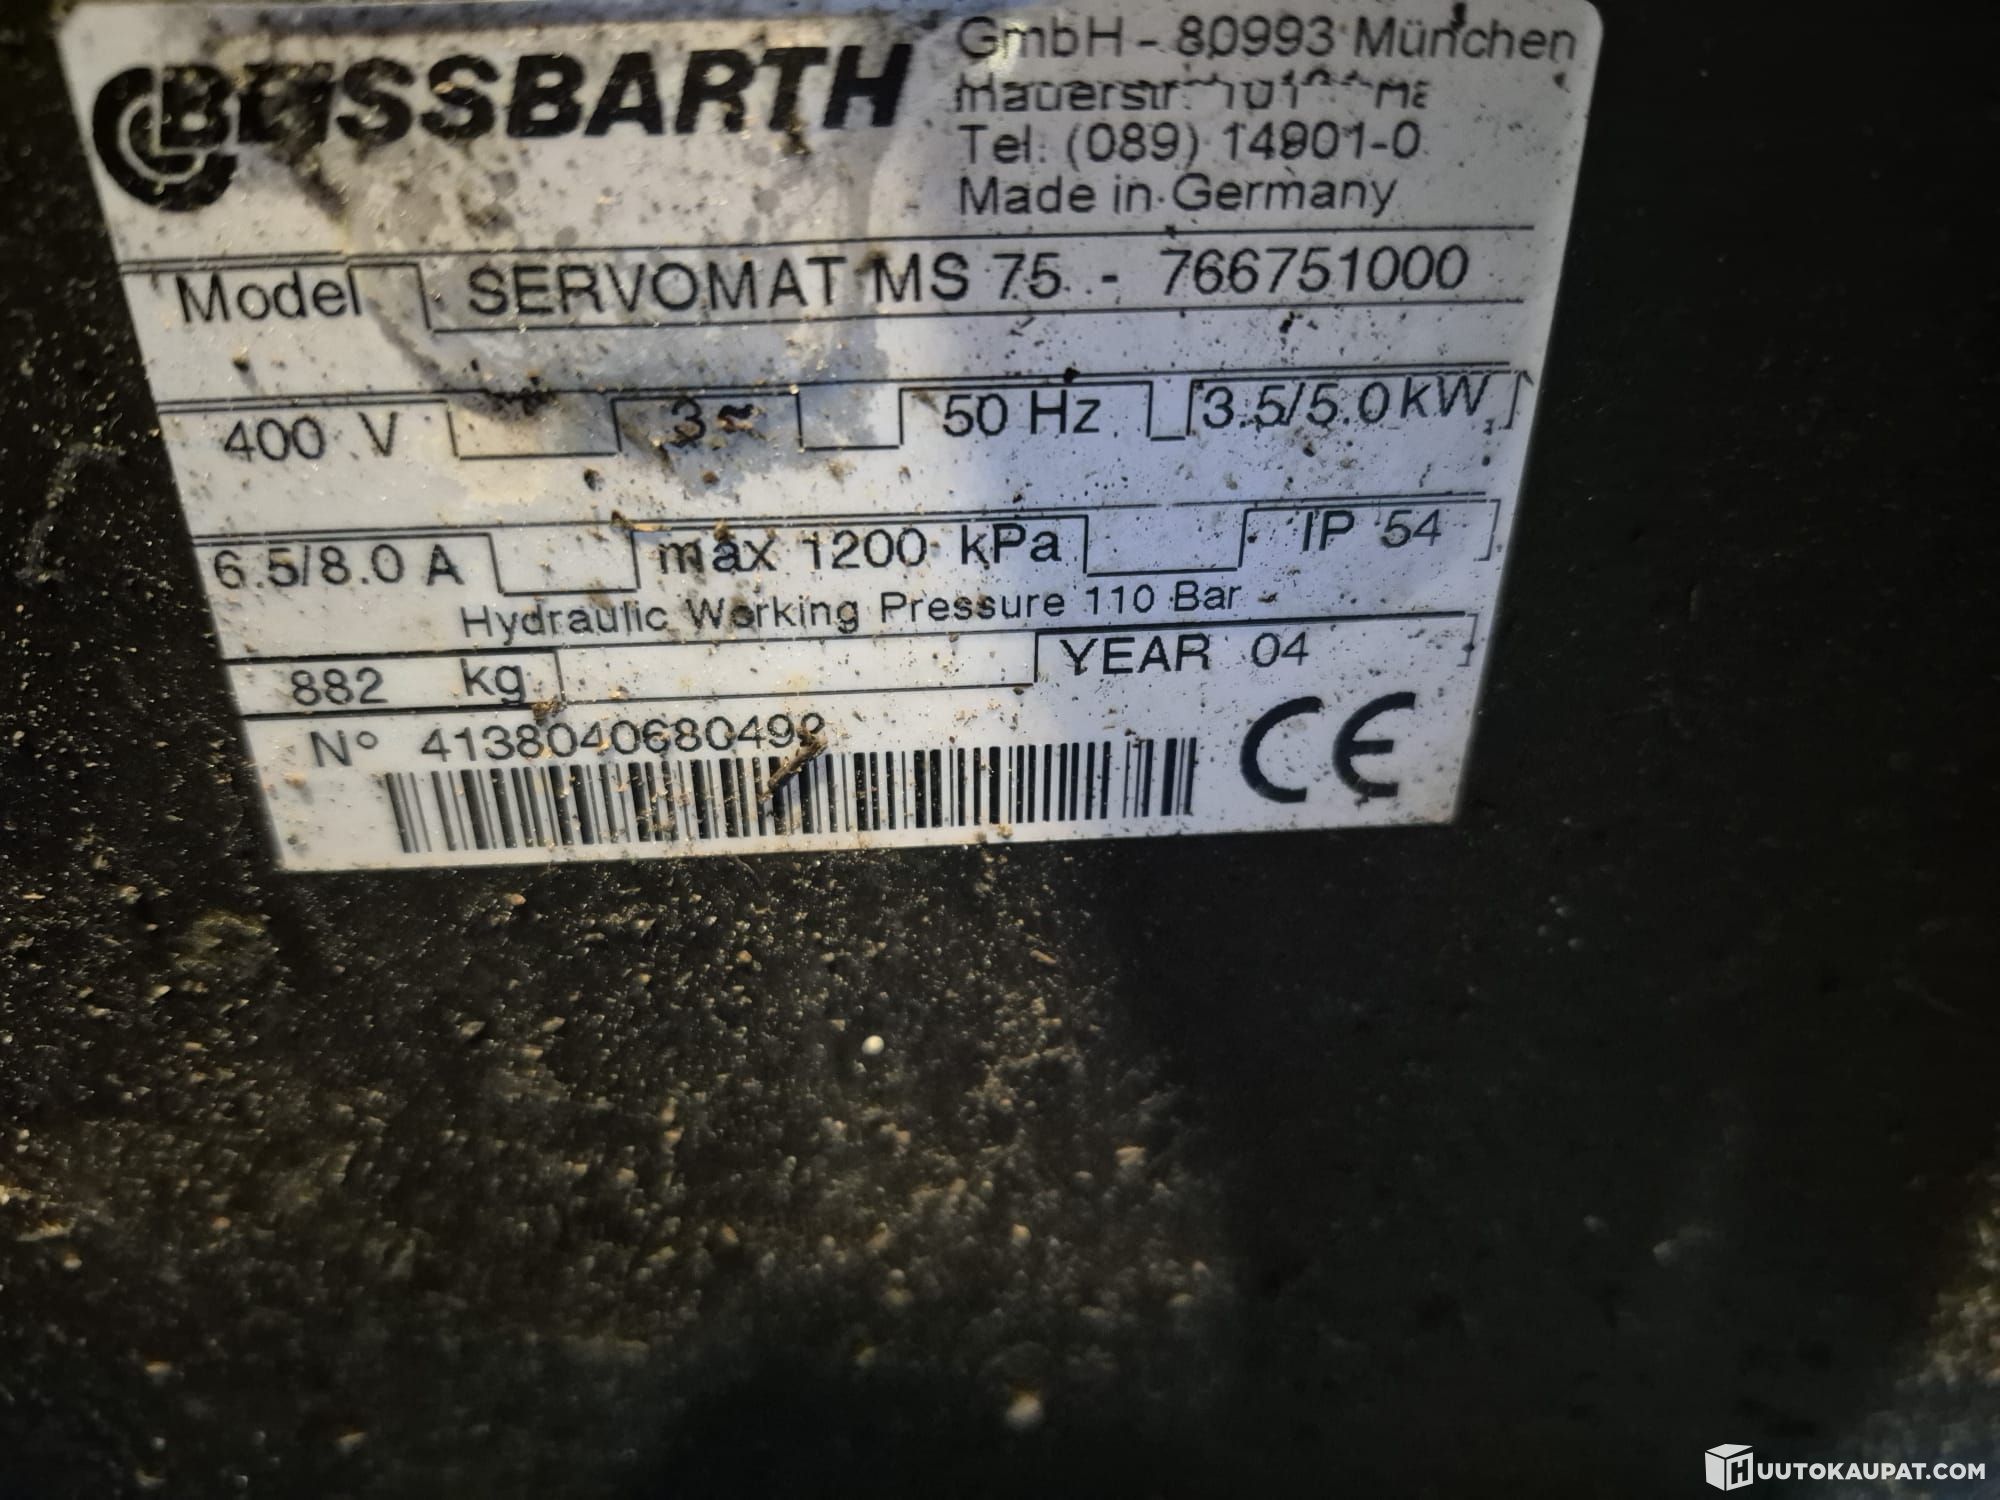 BEISSBARTH
GmbH - 80993 München
Mauerstr.
Tel. (089) 14901-0
Made in Germany
Model SERVOMAT MS 75 - 766751000
400 V 3~ 50 Hz 3.5/5.0 kW
6.5/8.0 A max 1200 kPa IP 54
Hydraulic Working Pressure 110 Bar
882 kg YEAR 04
N°
CE
HUUTOKAUPAT.COM